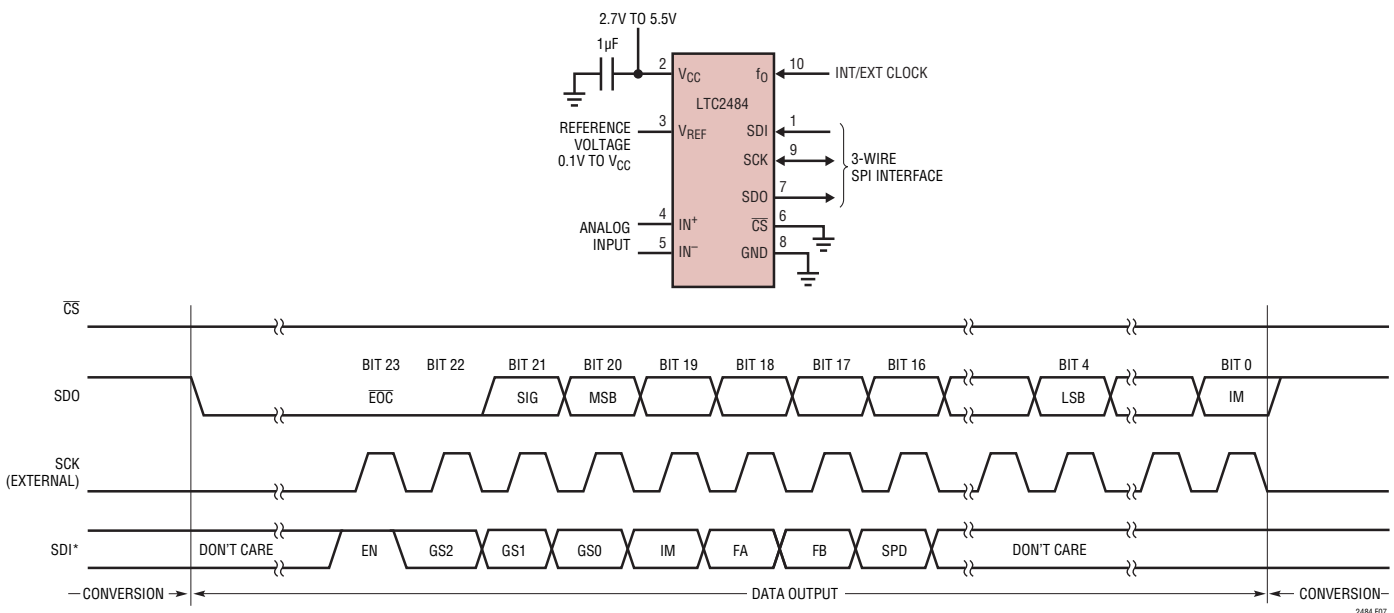 2.7V TO 5.5V
1µF
2 VCC fO 10 INT/EXT CLOCK
LTC2484
REFERENCE VOLTAGE 0.1V TO VCC
3 VREF SDI 1
SCK 9
3-WIRE SPI INTERFACE
SDO 7
ANALOG INPUT
4 IN+ CS 6
5 IN– GND 8
CS
BIT 23 BIT 22 BIT 21 BIT 20 BIT 19 BIT 18 BIT 17 BIT 16 BIT 4 BIT 0
SDO EOC SIG MSB LSB IM
SCK
(EXTERNAL)
SDI* DON'T CARE EN GS2 GS1 GS0 IM FA FB SPD DON'T CARE
CONVERSION DATA OUTPUT CONVERSION
2484 F07